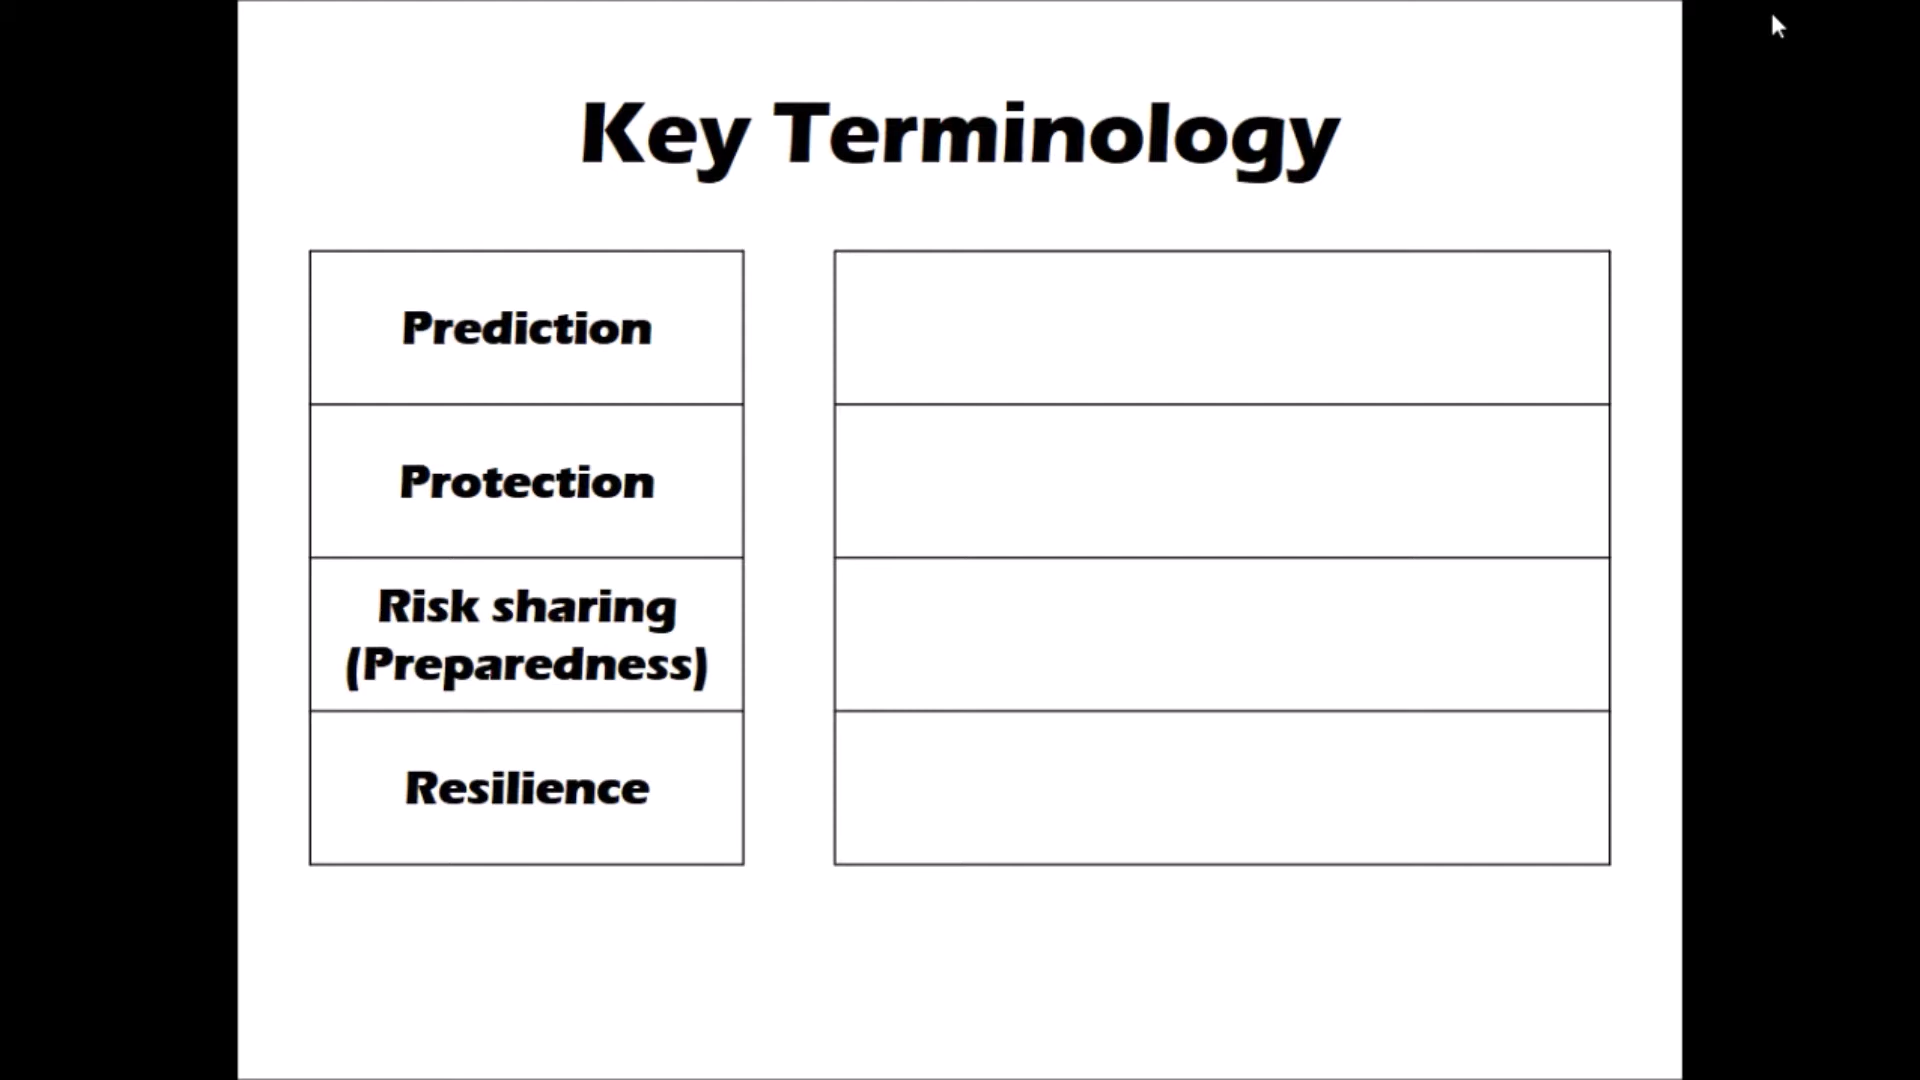 Key Terminology
Prediction
Protection
Risk sharing
(Preparedness)
Resilience